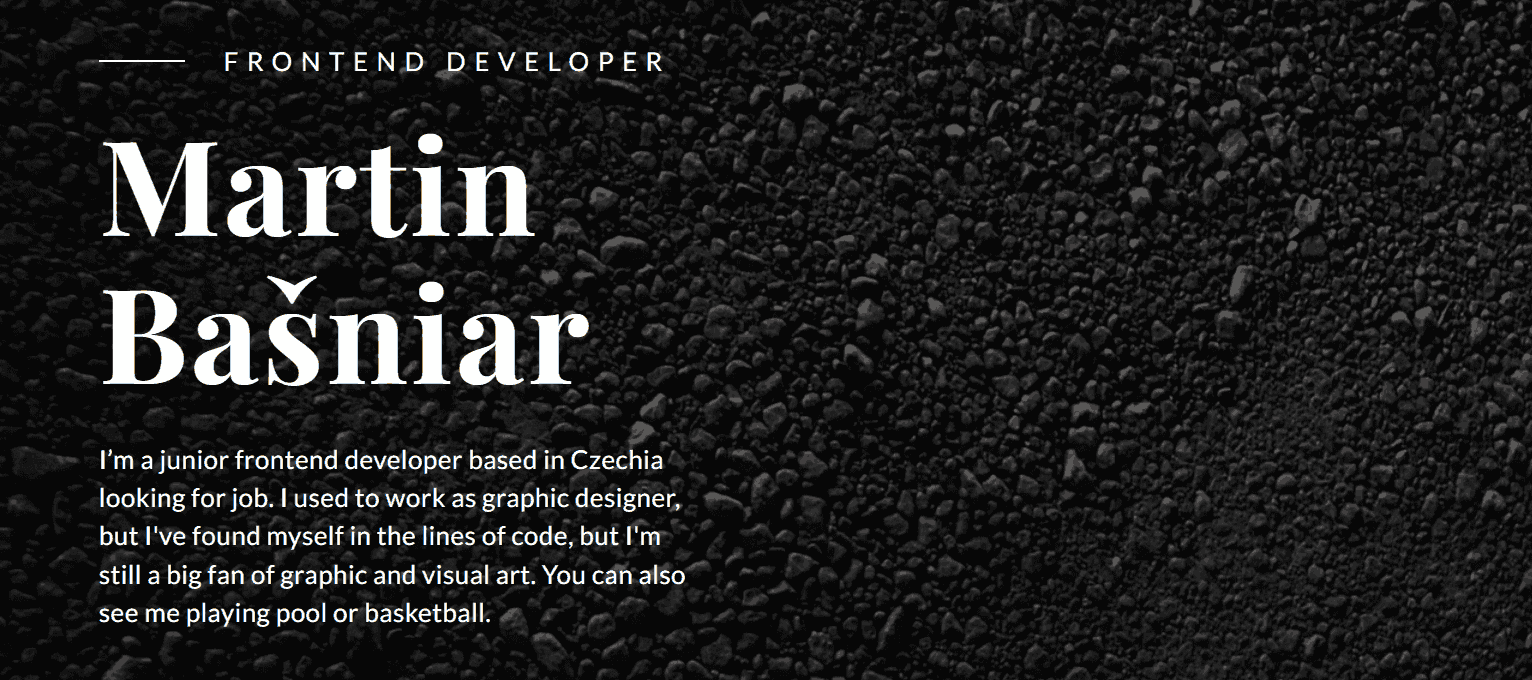 FRONTEND DEVELOPER
Martin
Bašniar
I’m a junior frontend developer based in Czechia
looking for job. I used to work as graphic designer,
but I've found myself in the lines of code, but I'm
still a big fan of graphic and visual art. You can also
see me playing pool or basketball.